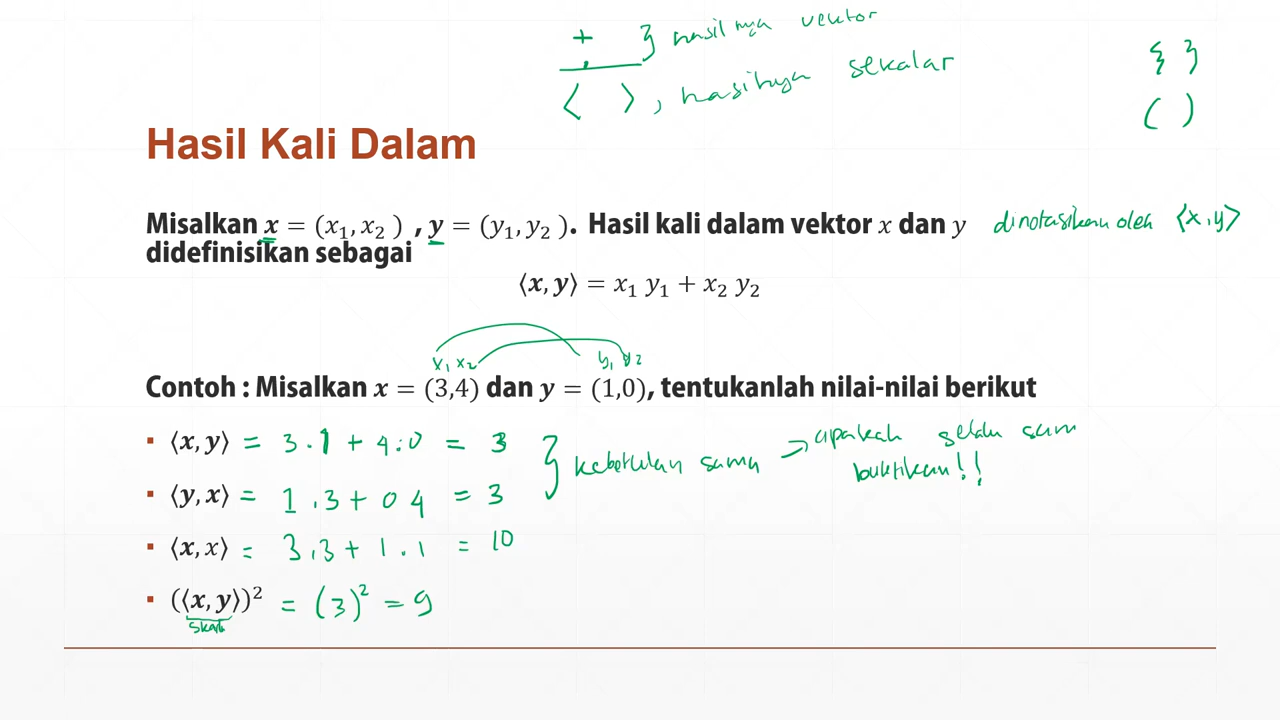 + } hasilnya vektor
.
⟨ ⟩, hasilnya sekalar
{ }
( )
Hasil Kali Dalam
Misalkan x = (x₁, x₂ ) , y = (y₁, y₂ ). Hasil kali dalam vektor x dan y dinotasikan oleh ⟨x,y⟩
didefinisikan sebagai
⟨x, y⟩ = x₁ y₁ + x₂ y₂
x₁ x₂ y₁ y₂
Contoh : Misalkan x = (3,4) dan y = (1,0), tentukanlah nilai-nilai berikut
▪ ⟨x, y⟩ = 3.1 + 4.0 = 3
▪ ⟨y, x⟩ = 1.3 + 0 4 = 3
} kebetulan sama → apakah selalu sam
buktikan!!
▪ ⟨x, x⟩ = 3.3 + 1.1 = 10
▪ (⟨x, y⟩)² = (3)² = 9